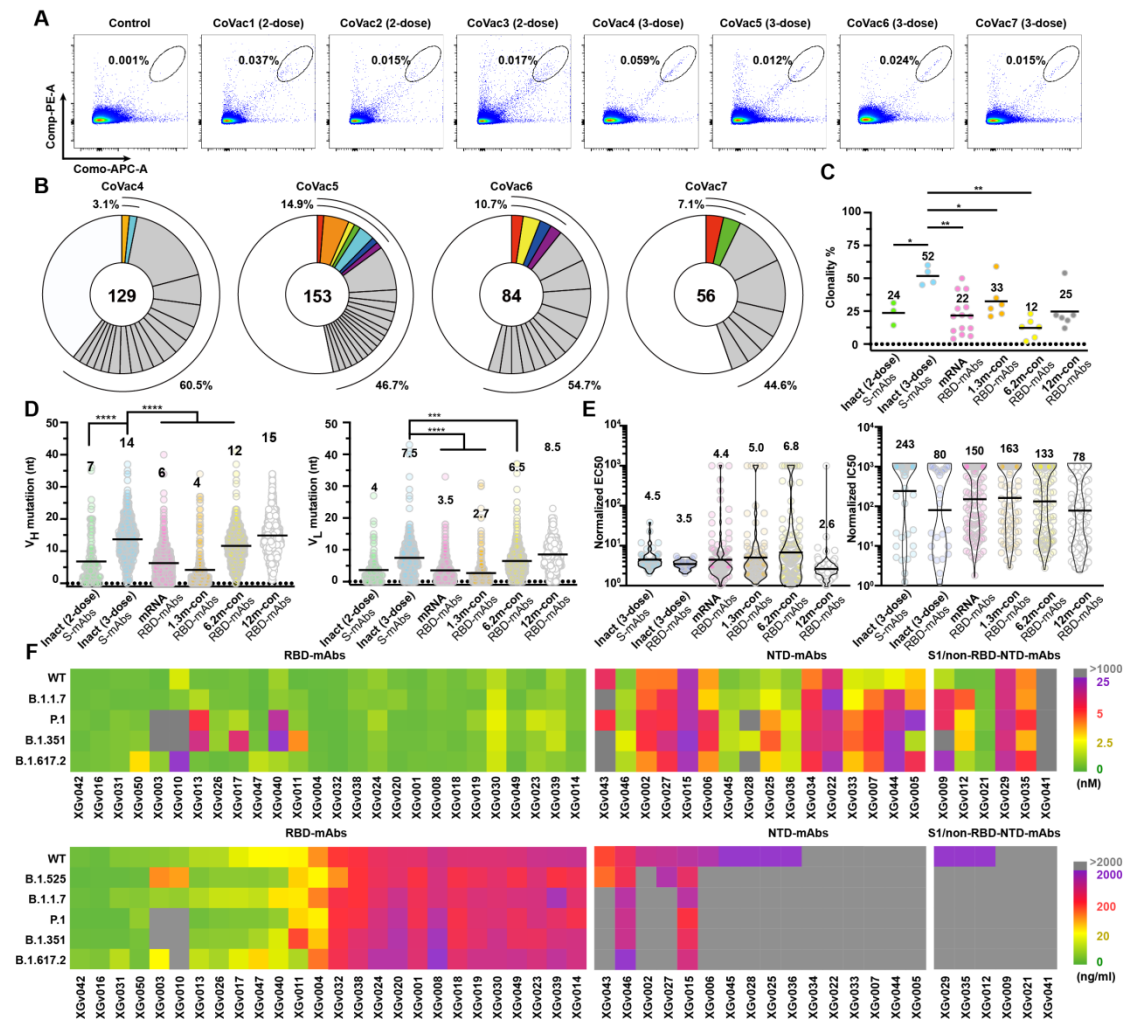 A
Control
CoVac1 (2-dose)
CoVac2 (2-dose)
CoVac3 (2-dose)
CoVac4 (3-dose)
CoVac5 (3-dose)
CoVac6 (3-dose)
CoVac7 (3-dose)
0.001%
0.037%
0.015%
0.017%
0.059%
0.012%
0.024%
0.015%
Comp-PE-A
Como-APC-A
B
CoVac4
3.1%
129
60.5%
CoVac5
14.9%
153
46.7%
CoVac6
10.7%
84
54.7%
CoVac7
7.1%
56
44.6%
C
Clonality %
100
75
50
25
0
24
52
22
33
12
25
*
**
*
**
Inact (2-dose)
S-mAbs
Inact (3-dose)
S-mAbs
mRNA
RBD-mAbs
1.3m-con
RBD-mAbs
6.2m-con
RBD-mAbs
12m-con
RBD-mAbs
D
VH mutatiion (nt)
50
40
30
20
10
0
****
****
7
14
6
4
12
15
Inact (2-dose)
S-mAbs
Inact (3-dose)
S-mAbs
mRNA
RBD-mAbs
1.3m-con
RBD-mAbs
6.2m-con
RBD-mAbs
12m-con
RBD-mAbs
VL mutation (nt)
50
40
30
20
10
0
***
****
4
7.5
3.5
2.7
6.5
8.5
Inact (2-dose)
S-mAbs
Inact (3-dose)
S-mAbs
mRNA
RBD-mAbs
1.3m-con
RBD-mAbs
6.2m-con
RBD-mAbs
12m-con
RBD-mAbs
E
Normalized EC50
10⁴
10³
10²
10¹
10⁰
4.5
3.5
4.4
5.0
6.8
2.6
Inact (3-dose)
S-mAbs
Inact (3-dose)
RBD-mAbs
mRNA
RBD-mAbs
1.3m-con
RBD-mAbs
6.2m-con
RBD-mAbs
12m-con
RBD-mAbs
Normalized IC50
10⁴
10³
10²
10¹
10⁰
243
80
150
163
133
78
Inact (3-dose)
S-mAbs
Inact (3-dose)
RBD-mAbs
mRNA
RBD-mAbs
1.3m-con
RBD-mAbs
6.2m-con
RBD-mAbs
12m-con
RBD-mAbs
F
RBD-mAbs
NTD-mAbs
S1/non-RBD-NTD-mAbs
WT
B.1.1.7
P.1
B.1.351
B.1.617.2
>1000
25
5
2.5
0
(nM)
XGv042
XGv016
XGv031
XGv050
XGv003
XGv010
XGv013
XGv026
XGv017
XGv047
XGv040
XGv011
XGv004
XGv032
XGv038
XGv024
XGv020
XGv001
XGv008
XGv018
XGv019
XGv030
XGv049
XGv023
XGv039
XGv014
XGv043
XGv046
XGv002
XGv027
XGv015
XGv006
XGv045
XGv028
XGv025
XGv036
XGv034
XGv022
XGv033
XGv007
XGv044
XGv005
XGv009
XGv012
XGv021
XGv029
XGv035
XGv041
RBD-mAbs
NTD-mAbs
S1/non-RBD-NTD-mAbs
WT
B.1.525
B.1.1.7
P.1
B.1.351
B.1.617.2
>2000
2000
200
20
0
(ng/ml)
XGv042
XGv016
XGv031
XGv050
XGv003
XGv010
XGv013
XGv026
XGv017
XGv047
XGv040
XGv011
XGv004
XGv032
XGv038
XGv024
XGv020
XGv001
XGv008
XGv018
XGv019
XGv030
XGv049
XGv023
XGv039
XGv014
XGv043
XGv046
XGv002
XGv027
XGv015
XGv006
XGv045
XGv028
XGv025
XGv036
XGv034
XGv022
XGv033
XGv007
XGv044
XGv005
XGv029
XGv035
XGv012
XGv009
XGv021
XGv041